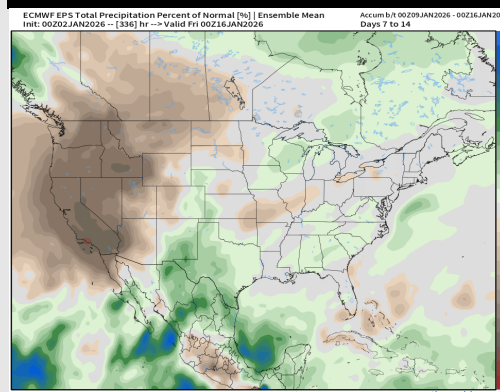 ECMWF EPS Total Precipitation Percent of Normal [%] | Ensemble Mean
Init: 00Z02JAN2026 -- [336] hr --> Valid Fri 00Z16JAN2026
Accum b/t 00Z09JAN2026 - 00Z16JAN20
Days 7 to 14